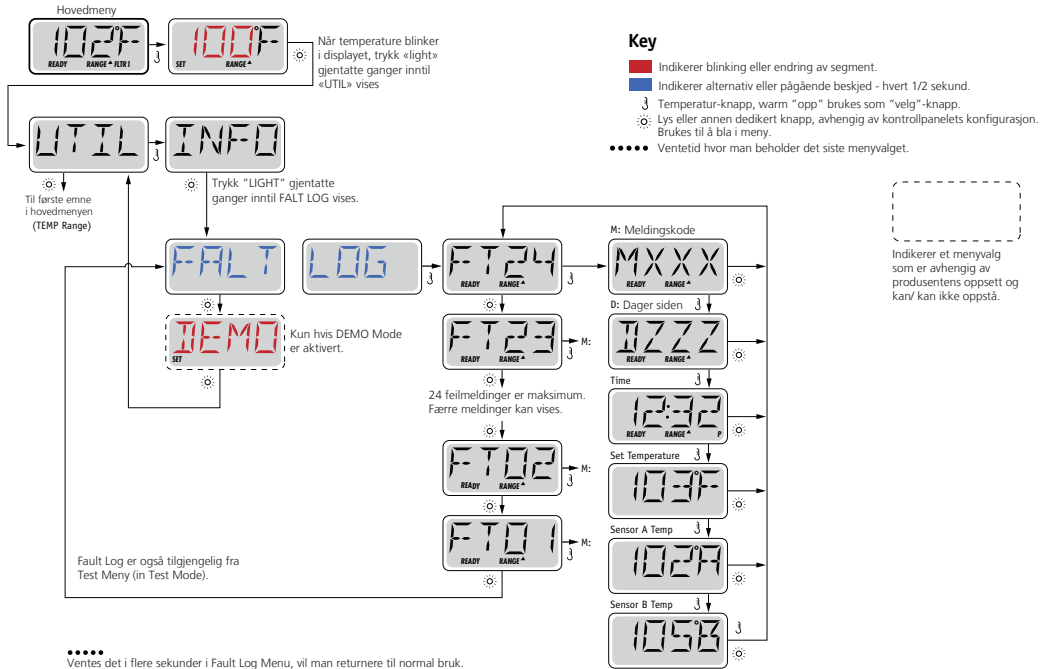 Hovedmeny
102°F
READY RANGE FLTR1
100°F
SET RANGE
Når temperature blinker
i displayet, trykk «light»
gjentatte ganger inntil
«UTIL» vises
Key
Indikerer blinking eller endring av segment.
Indikerer alternativ eller pågående beskjed - hvert 1/2 sekund.
Temperatur-knapp, warm "opp" brukes som "velg"-knapp.
Lys eller annen dedikert knapp, avhengig av kontrollpanelets konfigurasjon.
Brukes til å bla i meny.
Ventetid hvor man beholder det siste menyvalget.
Indikerer et menyvalg
som er avhengig av
produsentens oppsett og
kan/ kan ikke oppstå.
UTIL
INFO
Til første emne
i hovedmenyen
(TEMP Range)
Trykk "LIGHT" gjentatte
ganger inntil FALT LOG vises.
FALT
LOG
FT24
READY RANGE
M: Meldingskode
MXXX
READY RANGE
DEMO
SET
Kun hvis DEMO Mode
er aktivert.
FT23
READY RANGE
M:
D: Dager siden
DZZZ
READY RANGE
24 feilmeldinger er maksimum.
Færre meldinger kan vises.
Time
12:32
READY RANGE P
FT02
READY RANGE
M:
Set Temperature
103°F
FT01
READY RANGE
M:
Sensor A Temp
102°A
Sensor B Temp
105°B
Fault Log er også tilgjengelig fra
Test Meny (in Test Mode).
Ventes det i flere sekunder i Fault Log Menu, vil man returnere til normal bruk.